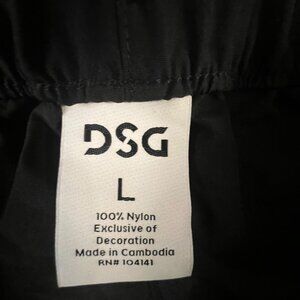 DSG
L
100% Nylon
Exclusive of
Decoration
Made in Cambodia
RN# 104141